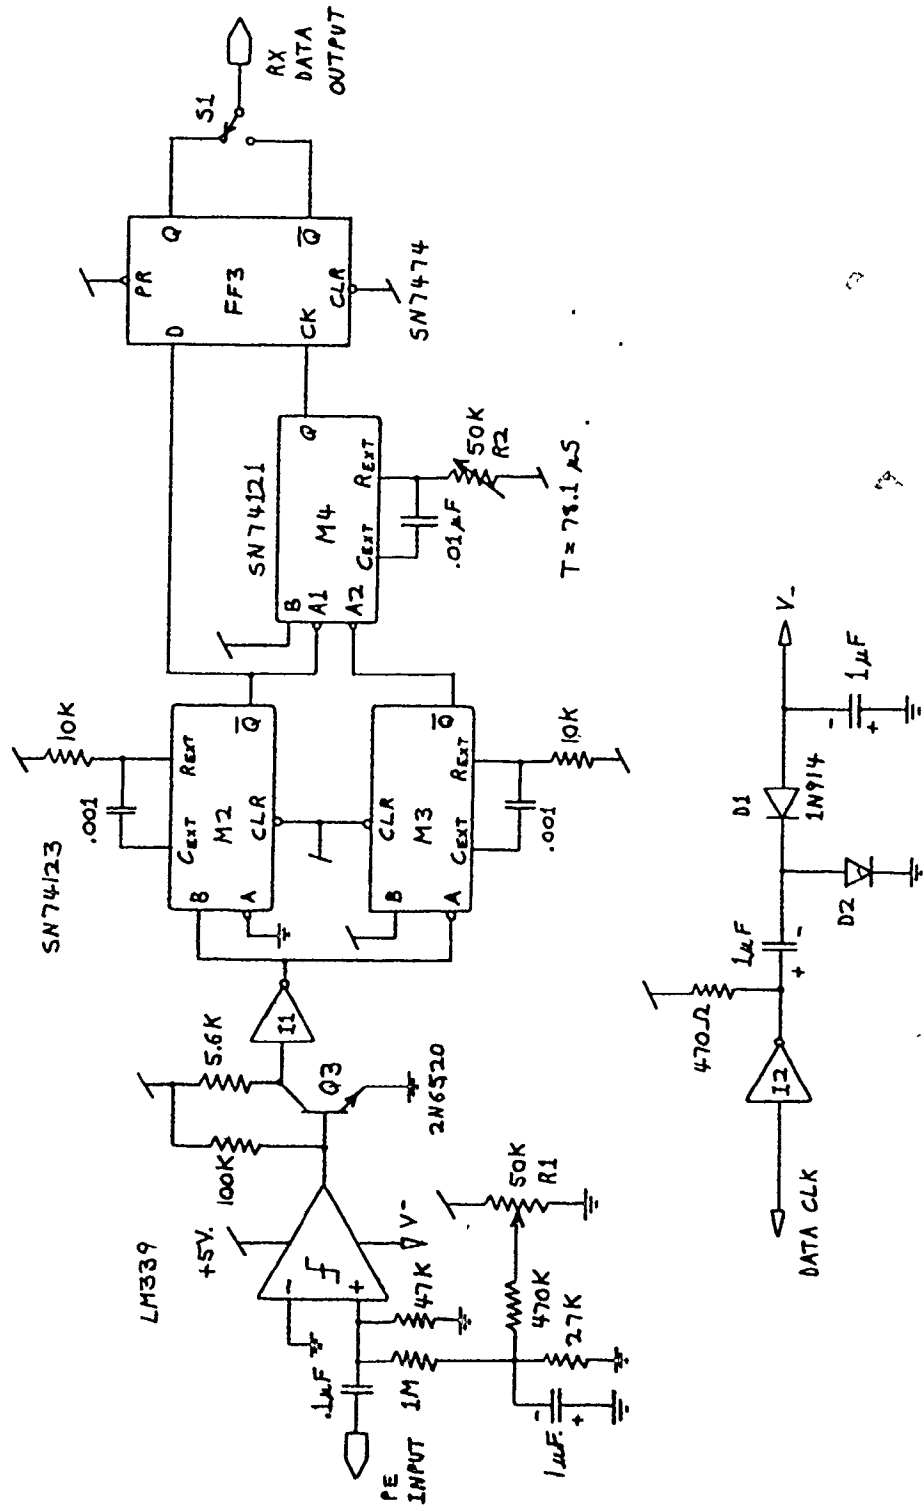 PE
INPUT
.1µF
1M
47K
1µF.
-
+
470K
27K
50K
R1
LM339
+5V.
-
+
V-
100K
5.6K
Q3
2N6520
I1
SN74123
.001
10K
B
A
CEXT
REXT
M2
CLR
Q̅
B
A
CLR
M3
CEXT
REXT
Q̅
.001
10K
SN74121
B
A1
A2
M4
Q
CEXT
REXT
.01µF
50K
R2
T = 78.1 µS
D
PR
Q
FF3
CK
CLR
Q̅
SN7474
S1
RX
DATA
OUTPUT
DATA CLK
I2
470Ω
1µF
+
-
D2
D1
1N914
V-
-
+
1µF